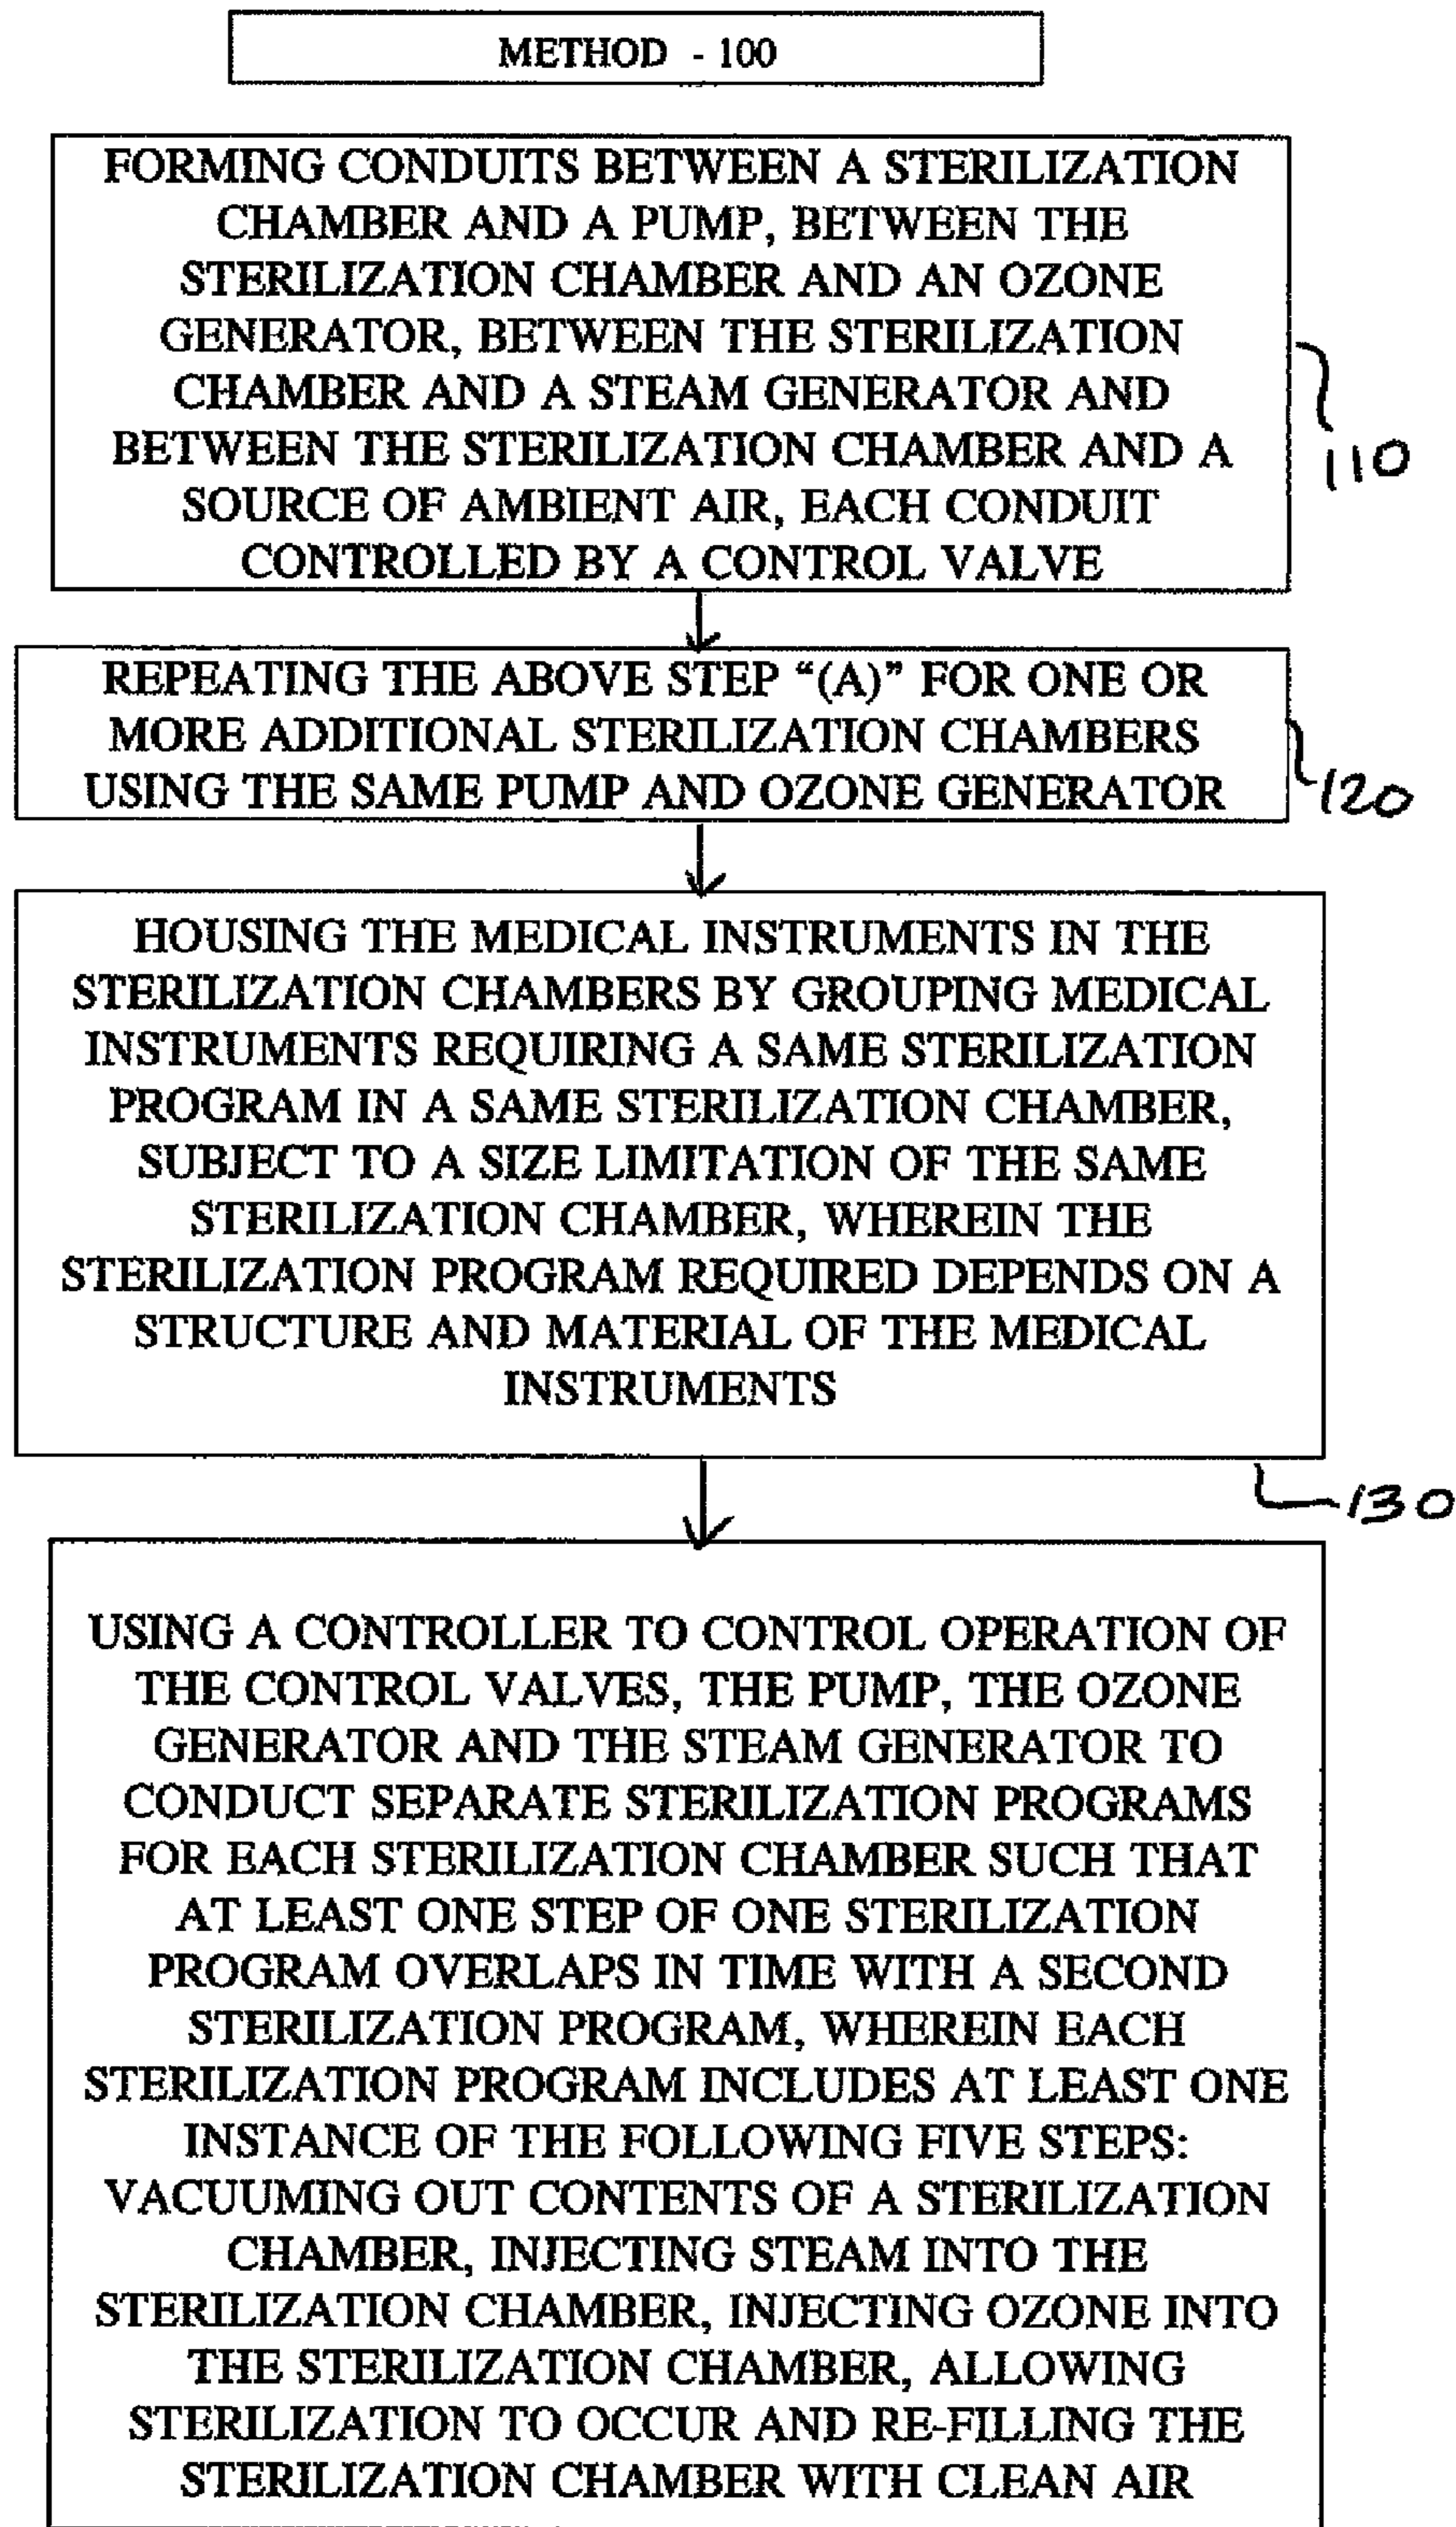 METHOD - 100
FORMING CONDUITS BETWEEN A STERILIZATION
CHAMBER AND A PUMP, BETWEEN THE
STERILIZATION CHAMBER AND AN OZONE
GENERATOR, BETWEEN THE STERILIZATION
CHAMBER AND A STEAM GENERATOR AND
BETWEEN THE STERILIZATION CHAMBER AND A
SOURCE OF AMBIENT AIR, EACH CONDUIT
CONTROLLED BY A CONTROL VALVE
110
REPEATING THE ABOVE STEP “(A)” FOR ONE OR
MORE ADDITIONAL STERILIZATION CHAMBERS
USING THE SAME PUMP AND OZONE GENERATOR
120
HOUSING THE MEDICAL INSTRUMENTS IN THE
STERILIZATION CHAMBERS BY GROUPING MEDICAL
INSTRUMENTS REQUIRING A SAME STERILIZATION
PROGRAM IN A SAME STERILIZATION CHAMBER,
SUBJECT TO A SIZE LIMITATION OF THE SAME
STERILIZATION CHAMBER, WHEREIN THE
STERILIZATION PROGRAM REQUIRED DEPENDS ON A
STRUCTURE AND MATERIAL OF THE MEDICAL
INSTRUMENTS
130
USING A CONTROLLER TO CONTROL OPERATION OF
THE CONTROL VALVES, THE PUMP, THE OZONE
GENERATOR AND THE STEAM GENERATOR TO
CONDUCT SEPARATE STERILIZATION PROGRAMS
FOR EACH STERILIZATION CHAMBER SUCH THAT
AT LEAST ONE STEP OF ONE STERILIZATION
PROGRAM OVERLAPS IN TIME WITH A SECOND
STERILIZATION PROGRAM, WHEREIN EACH
STERILIZATION PROGRAM INCLUDES AT LEAST ONE
INSTANCE OF THE FOLLOWING FIVE STEPS:
VACUUMING OUT CONTENTS OF A STERILIZATION
CHAMBER, INJECTING STEAM INTO THE
STERILIZATION CHAMBER, INJECTING OZONE INTO
THE STERILIZATION CHAMBER, ALLOWING
STERILIZATION TO OCCUR AND RE-FILLING THE
STERILIZATION CHAMBER WITH CLEAN AIR